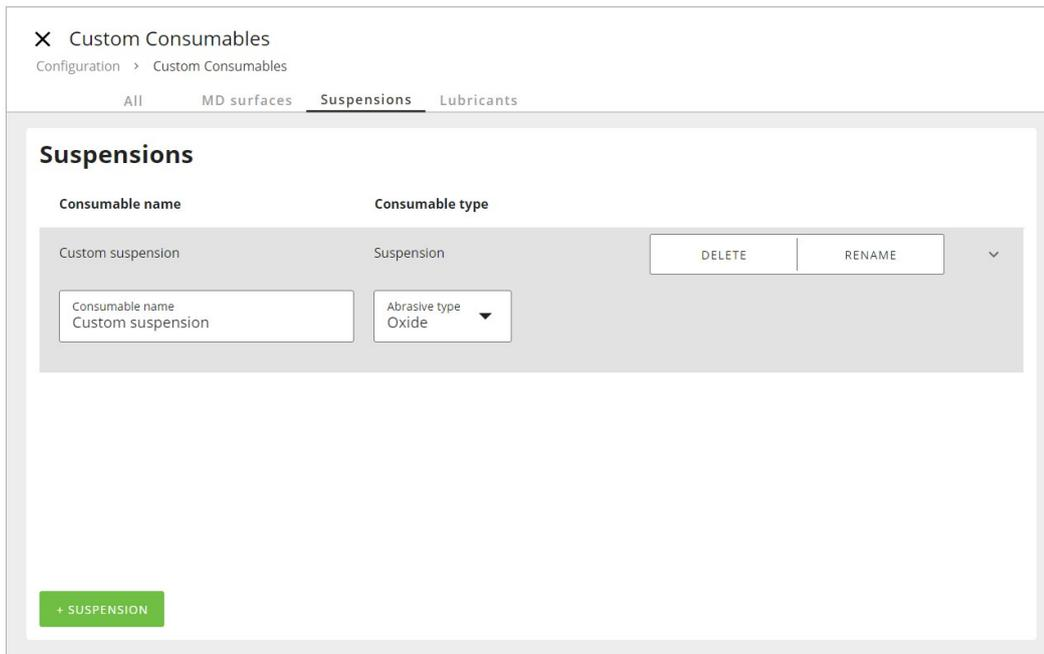 Custom Consumables
Configuration > Custom Consumables
All MD surfaces Suspensions Lubricants
Suspensions
Consumable name Consumable type
Custom suspension Suspension DELETE RENAME
Consumable name Abrasive type
Custom suspension Oxide
+ SUSPENSION